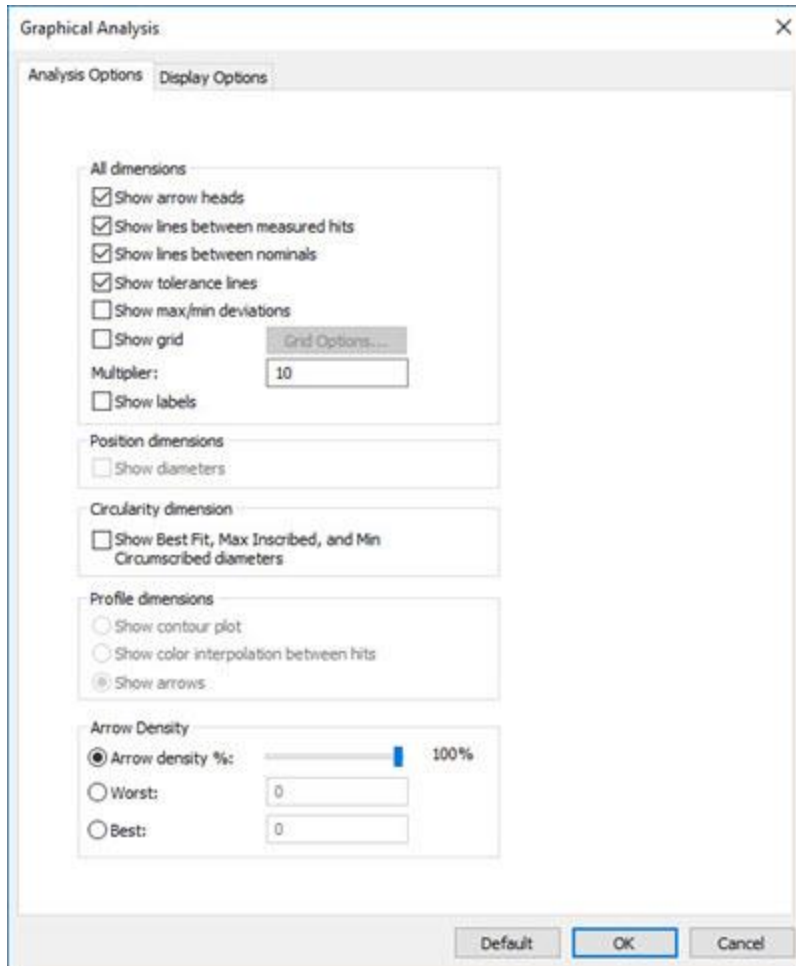 Graphical Analysis
Analysis Options
Display Options
All dimensions
Show arrow heads
Show lines between measured hits
Show lines between nominals
Show tolerance lines
Show max/min deviations
Show grid
Grid Options...
Multiplier:
10
Show labels
Position dimensions
Show diameters
Circularity dimension
Show Best Fit, Max Inscribed, and Min
Circumscribed diameters
Profile dimensions
Show contour plot
Show color interpolation between hits
Show arrows
Arrow Density
Arrow density %:
100%
Worst:
0
Best:
0
Default
OK
Cancel